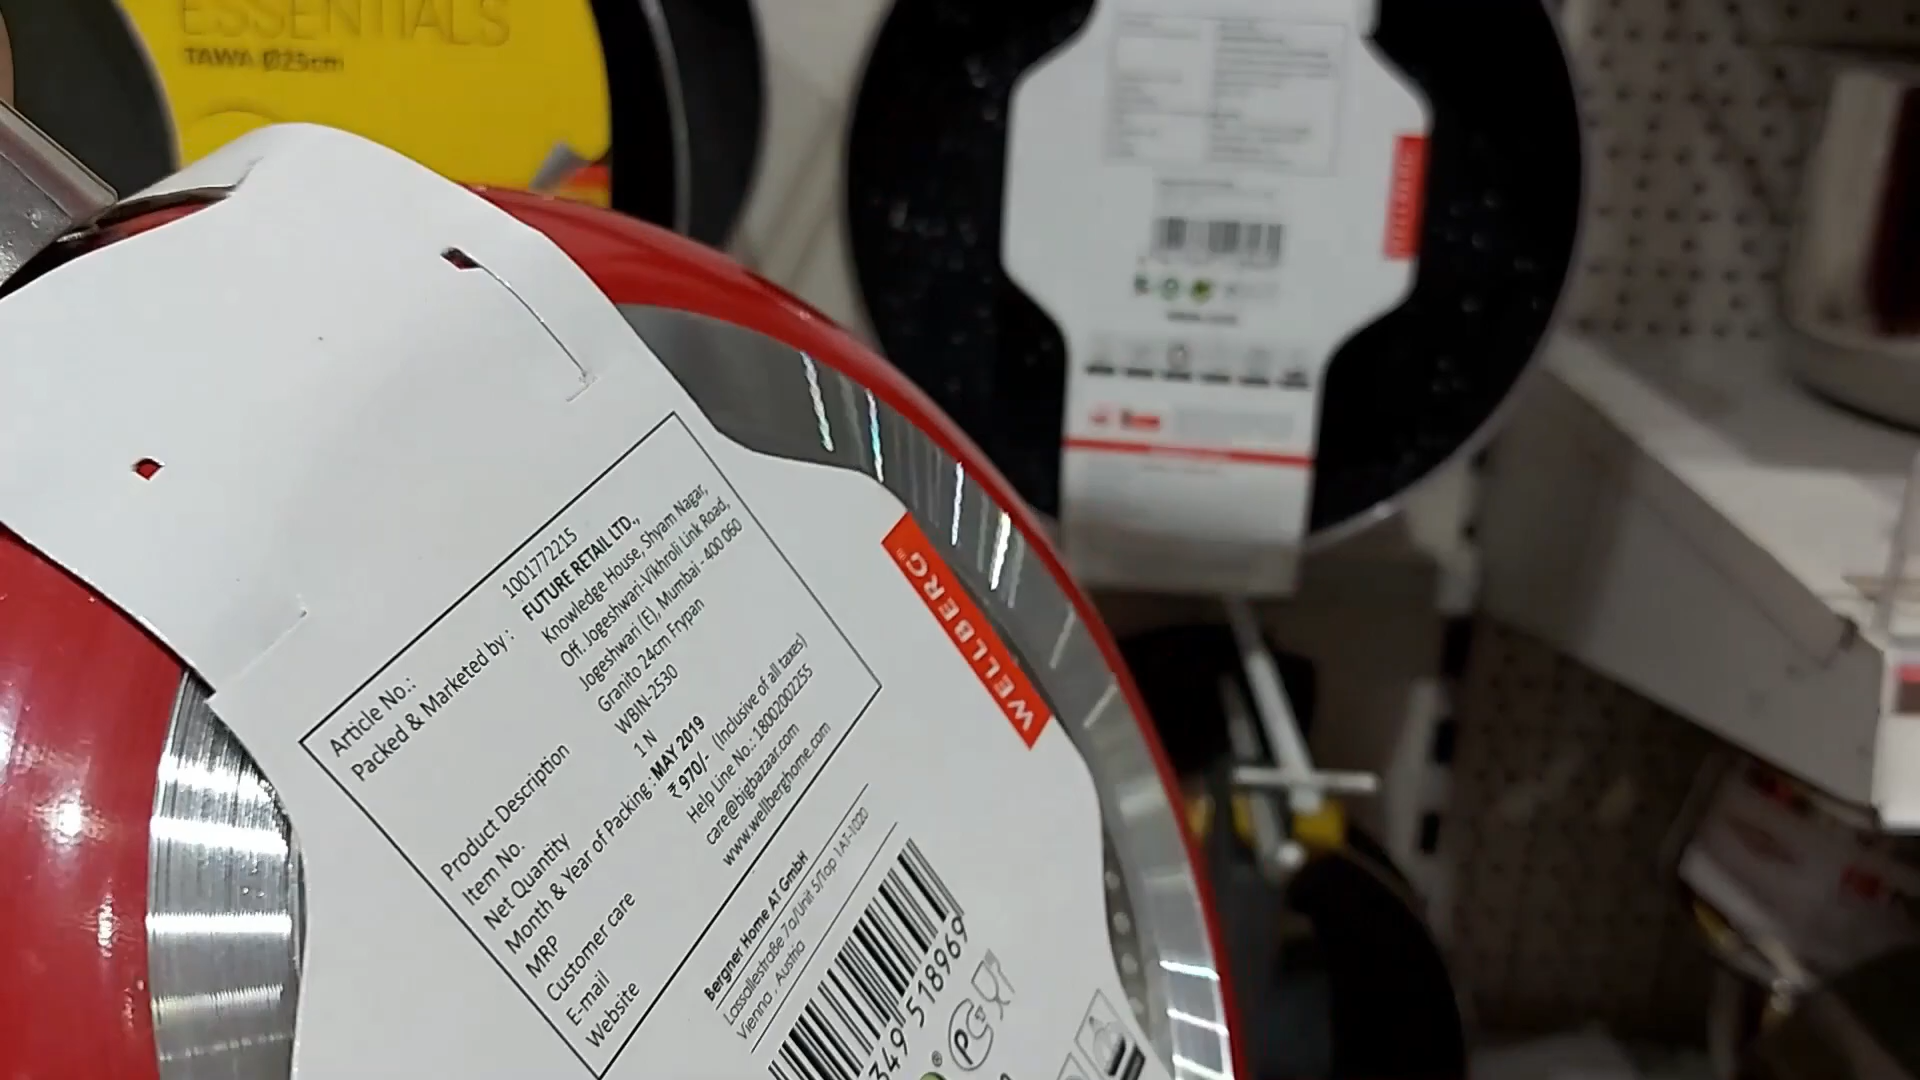 ESSENTIALS
TAWA Ø25cm
Article No.: 1001772215
Packed & Marketed by : FUTURE RETAIL LTD.,
Knowledge House, Shyam Nagar,
Off. Jogeshwari-Vikhroli Link Road,
Jogeshwari (E), Mumbai - 400 060
Product Description Granito 24cm Frypan
Item No. WBIN-2530
Net Quantity 1 N
Month & Year of Packing : MAY 2019
MRP ₹ 970/- (Inclusive of all taxes)
Customer care Help Line No.: 18002002255
E-mail care@bigbazaar.com
Website www.wellberghome.com
WELLBERG®
Bergner Home AT GmbH
Lassallestraße 7a/Unit 5/Top 1 AT-1020
Vienna , Austria
349 518969